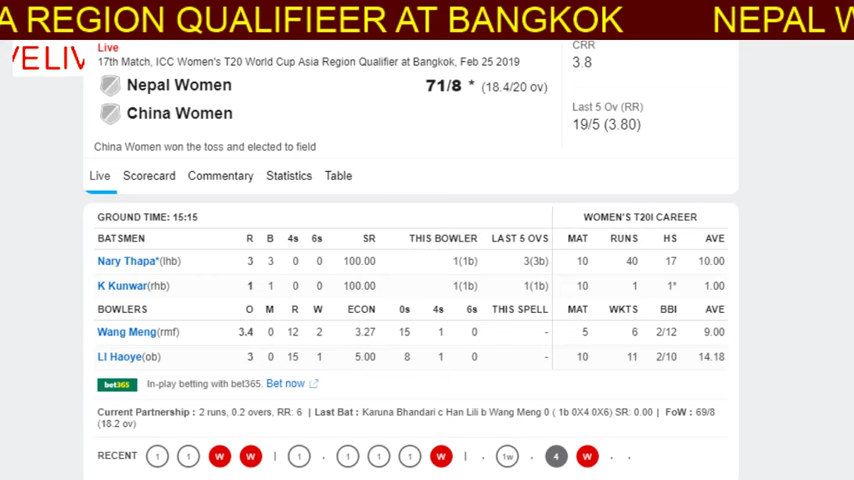 A REGION QUALIFIEER AT BANGKOK NEPAL W
VELIV
Live
17th Match, ICC Women's T20 World Cup Asia Region Qualifier at Bangkok, Feb 25 2019
Nepal Women 71/8 * (18.4/20 ov)
China Women
China Women won the toss and elected to field
CRR
3.8
Last 5 Ov (RR)
19/5 (3.80)
Live Scorecard Commentary Statistics Table
GROUND TIME: 15:15 WOMEN'S T20I CAREER
BATSMEN R B 4s 6s SR THIS BOWLER LAST 5 OVS MAT RUNS HS AVE
Nary Thapa*(lhb) 3 3 0 0 100.00 1(1b) 3(3b) 10 40 17 10.00
K Kunwar(rhb) 1 1 0 0 100.00 1(1b) 1(1b) 10 1 1* 1.00
BOWLERS O M R W ECON 0s 4s 6s THIS SPELL MAT WKTS BBI AVE
Wang Meng(rmf) 3.4 0 12 2 3.27 15 1 0 - 5 6 2/12 9.00
LI Haoye(ob) 3 0 15 1 5.00 8 1 0 - 10 11 2/10 14.18
bet365 In-play betting with bet365. Bet now
Current Partnership : 2 runs, 0.2 overs, RR: 6 | Last Bat : Karuna Bhandari c Han Lili b Wang Meng 0 ( 1b 0X4 0X6) SR: 0.00 | FoW : 69/8
(18.2 ov)
RECENT 1 1 W W | 1 . 1 1 1 W | . 1w . 4 W . .